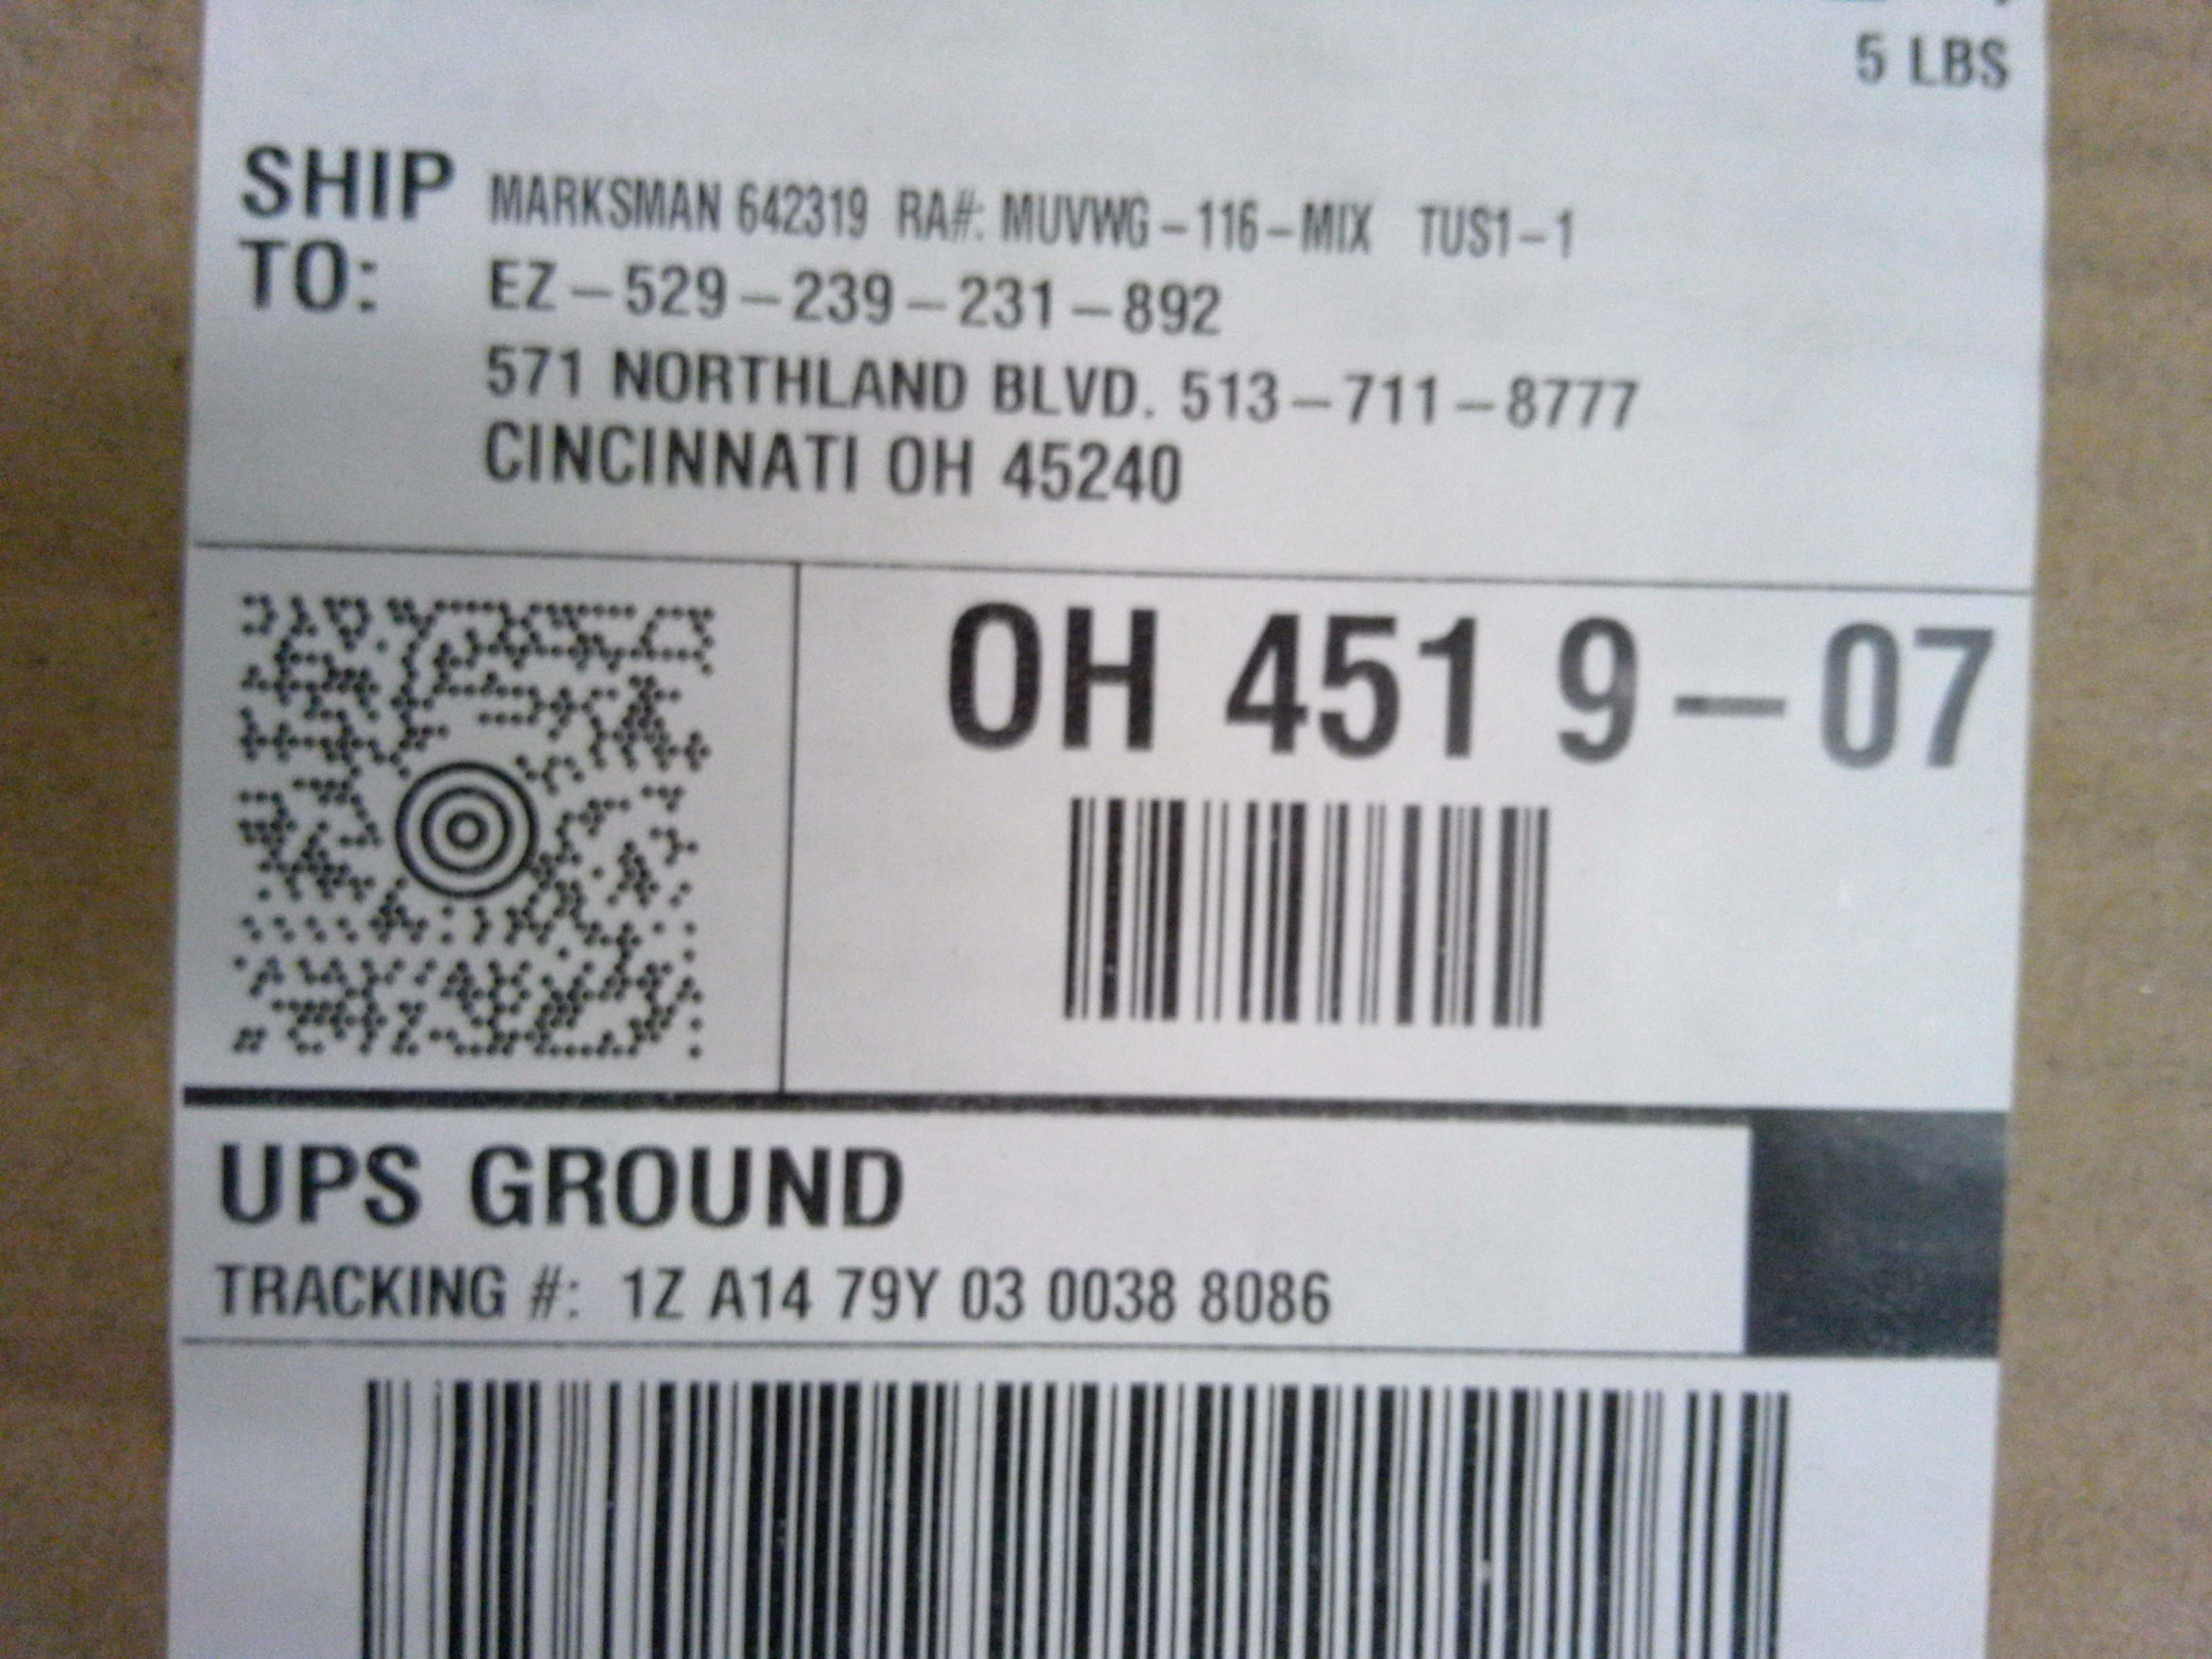 5 LBS
SHIP TO:
MARKSMAN 642319 RA#: MUVWG-116-MIX TUS1-1
EZ-529-239-231-892
571 NORTHLAND BLVD. 513-711-8777
CINCINNATI OH 45240
OH 451 9-07
UPS GROUND
TRACKING #: 1Z A14 79Y 03 0038 8086